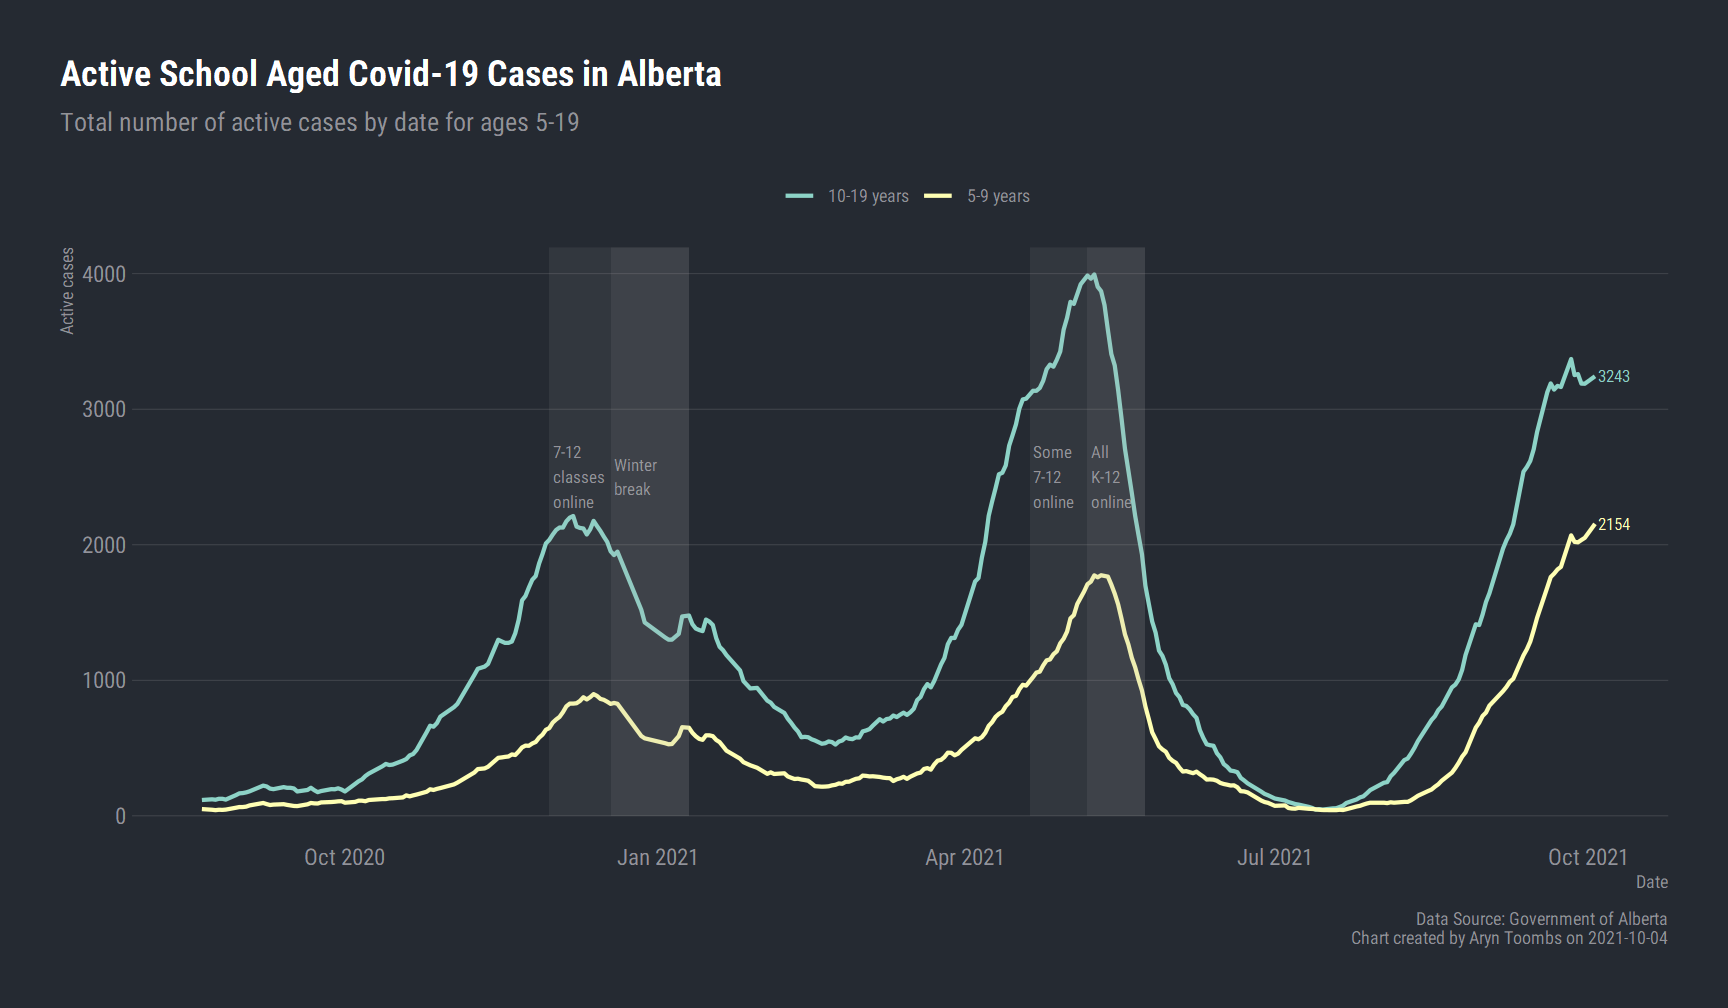 Active School Aged Covid-19 Cases in Alberta
Total number of active cases by date for ages 5-19
10-19 years
5-9 years
Active cases
4000
3000
2000
1000
0
7-12
classes
online
Winter
break
Some
7-12
online
All
K-12
online
3243
2154
Oct 2020
Jan 2021
Apr 2021
Jul 2021
Oct 2021
Date
Data Source: Government of Alberta
Chart created by Aryn Toombs on 2021-10-04